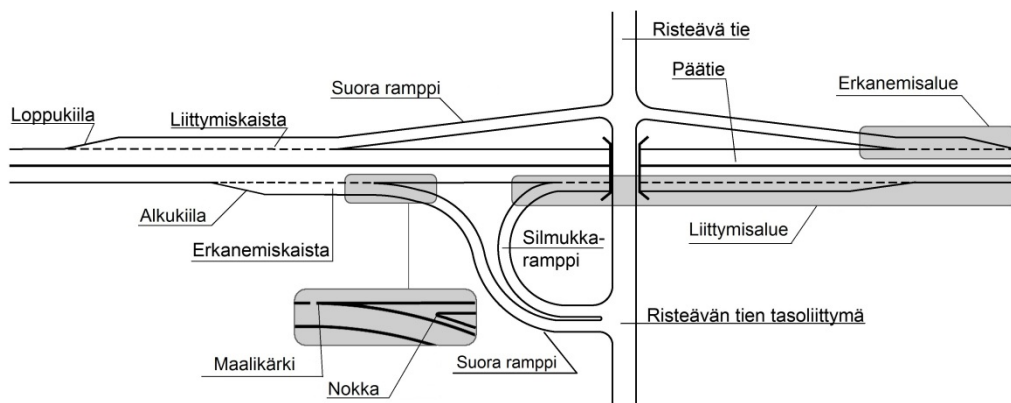 Risteävä tie
Päätie
Erkanemisalue
Suora ramppi
Loppukiila
Liittymiskaista
Alkukiila
Erkanemiskaista
Silmukka-
ramppi
Liittymisalue
Risteävän tien tasoliittymä
Maalikärki
Nokka
Suora ramppi